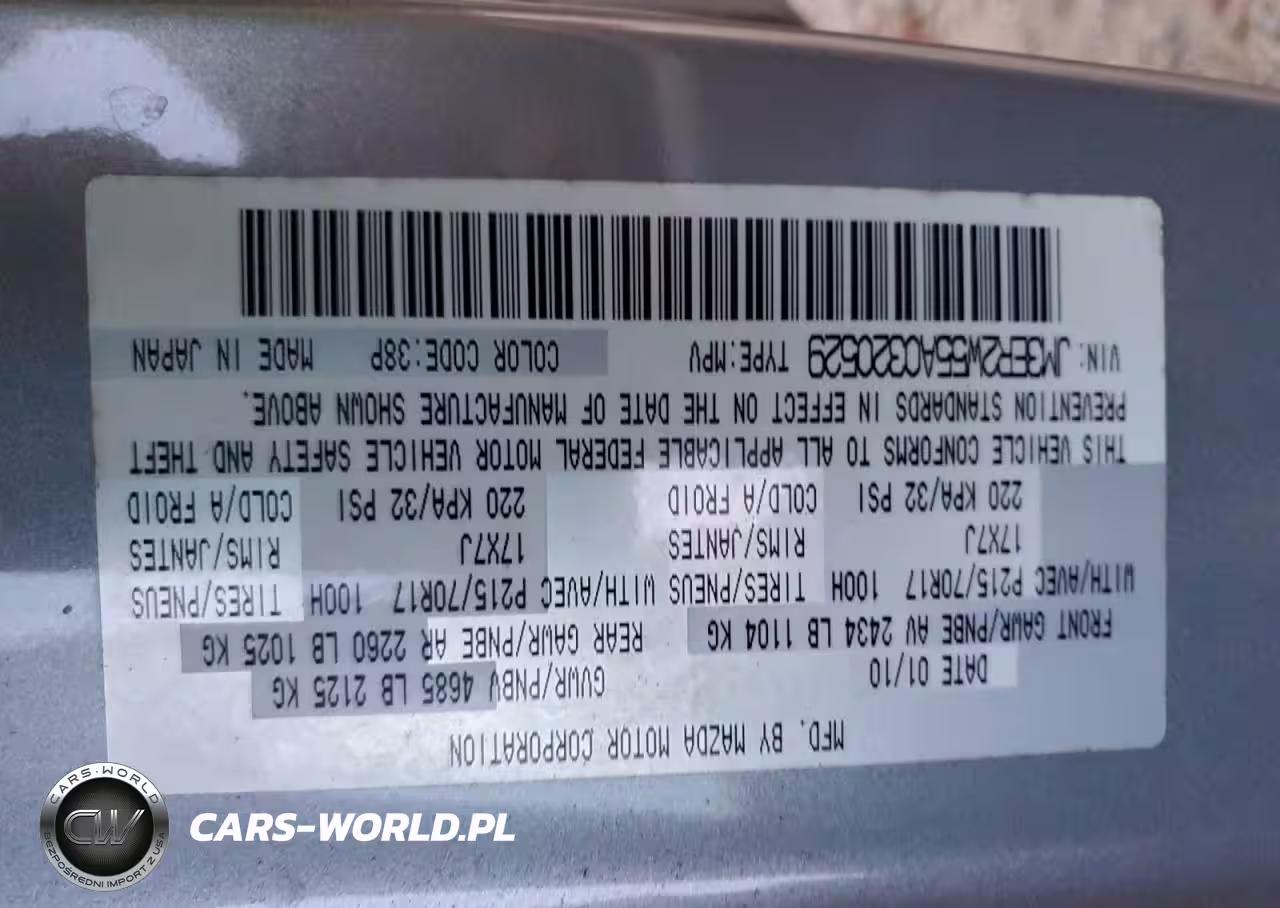 MFD. BY MAZDA MOTOR CORPORATION
DATE 01/10 GVWR/PNBV 4685 LB 2125 KG
FRONT GAWR/PNBE AV 2434 LB 1104 KG REAR GAWR/PNBE AR 2260 LB 1025 KG
WITH/AVEC P215/70R17 100H TIRES/PNEUS WITH/AVEC P215/70R17 100H TIRES/PNEUS
17X7J RIMS/JANTES 17X7J RIMS/JANTES
220 KPA/32 PSI COLD/A FROID 220 KPA/32 PSI COLD/A FROID
THIS VEHICLE CONFORMS TO ALL APPLICABLE FEDERAL MOTOR VEHICLE SAFETY AND THEFT
PREVENTION STANDARDS IN EFFECT ON THE DATE OF MANUFACTURE SHOWN ABOVE.
VIN: JM3ER2W55A0320529 TYPE:MPV COLOR CODE:38P MADE IN JAPAN
CARS-WORLD
CW
BEZPOŚREDNI IMPORT Z USA
CARS-WORLD.PL